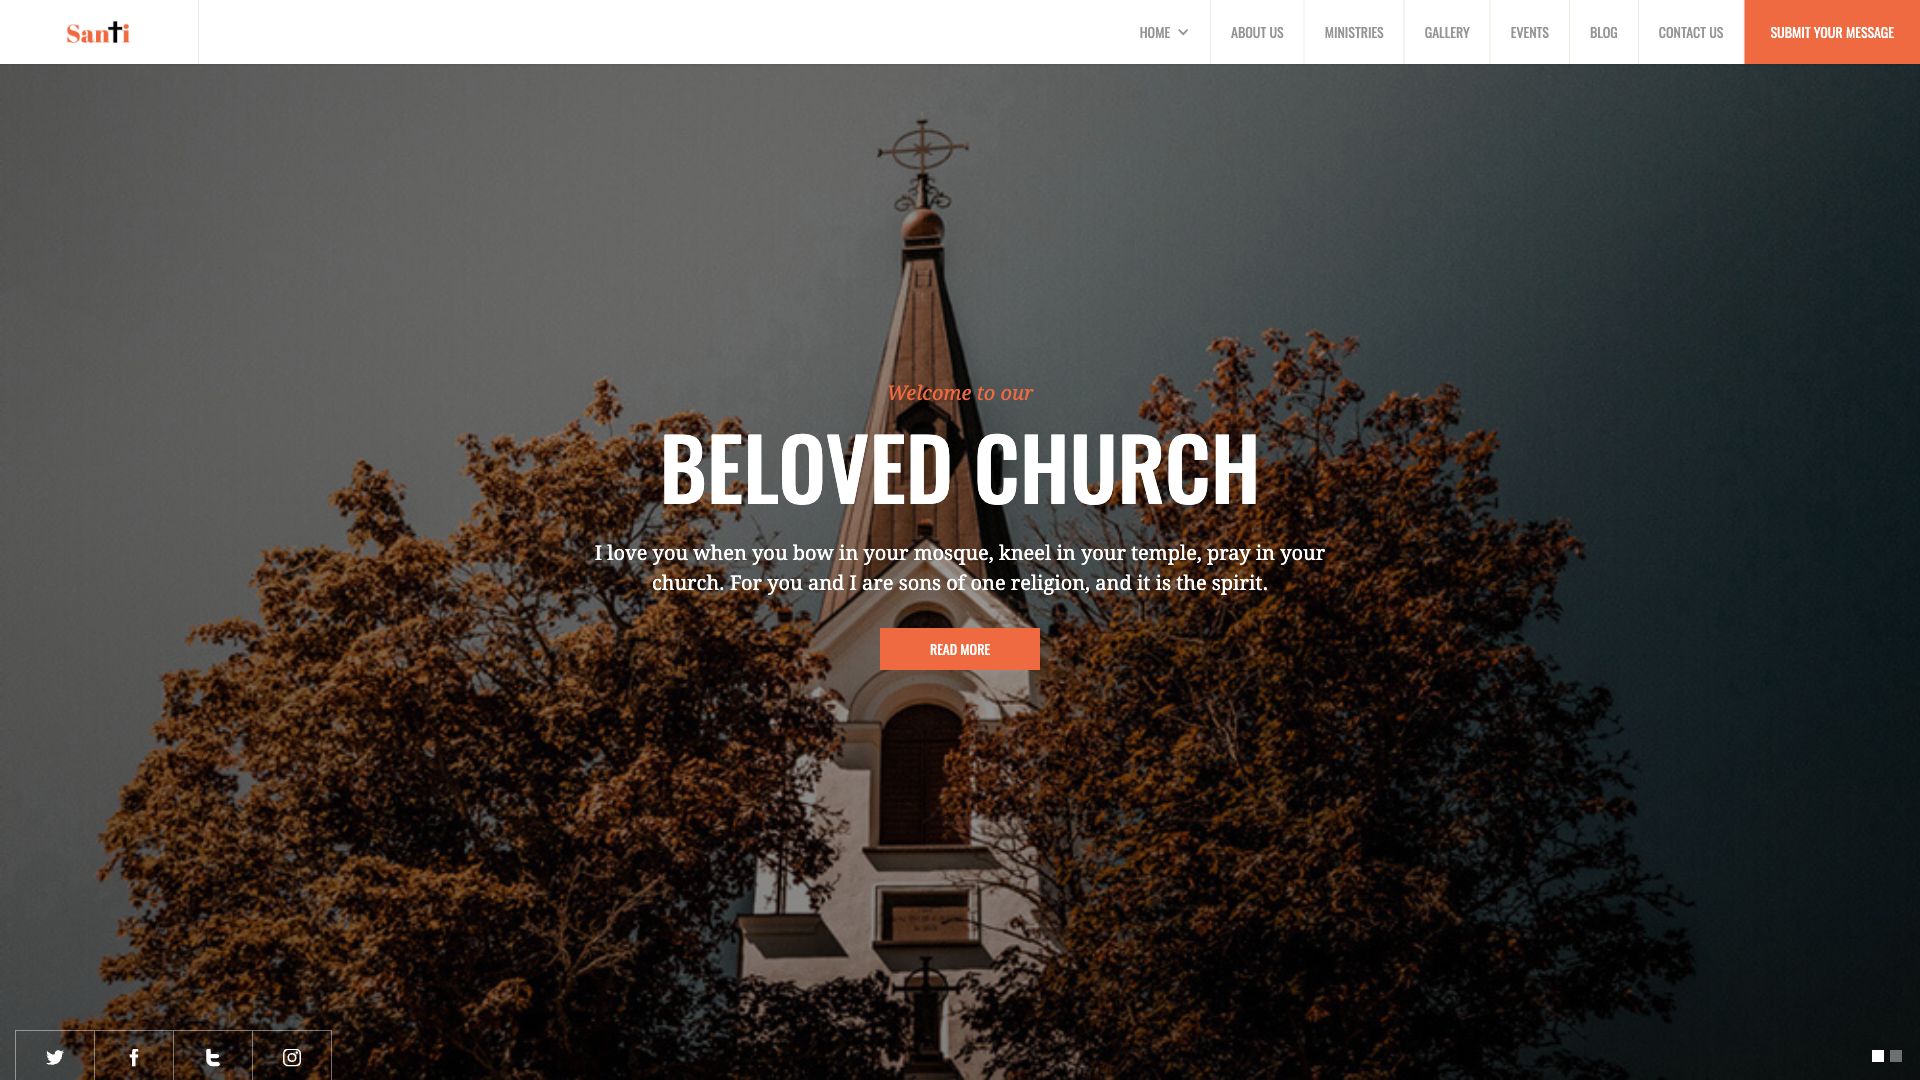 Santi
HOME
ABOUT US
MINISTRIES
GALLERY
EVENTS
BLOG
CONTACT US
SUBMIT YOUR MESSAGE
Welcome to our
BELOVED CHURCH
I love you when you bow in your mosque, kneel in your temple, pray in your
church. For you and I are sons of one religion, and it is the spirit.
READ MORE